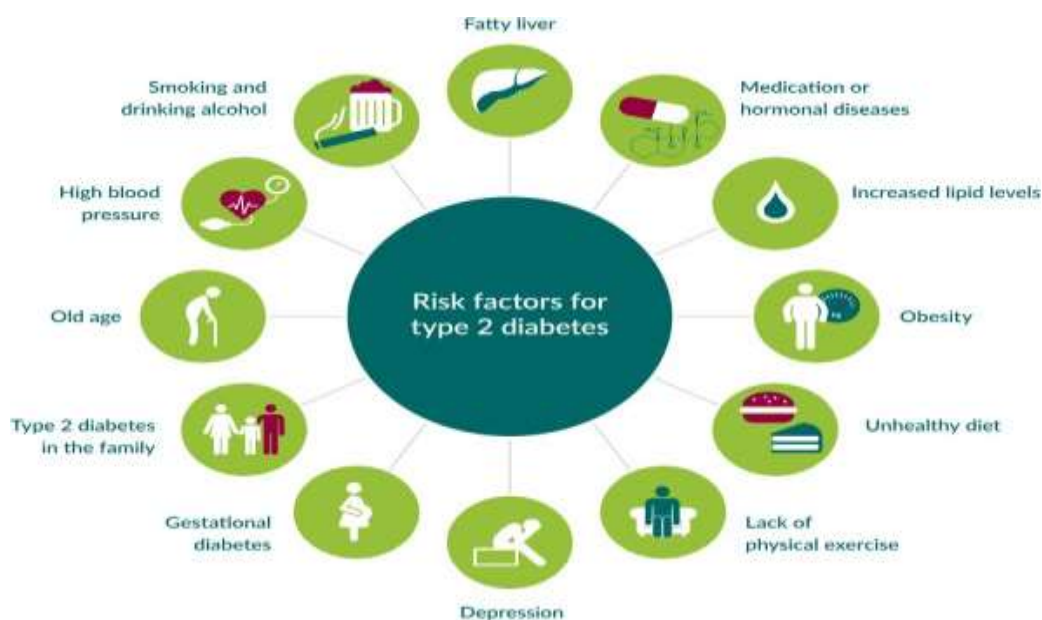 Fatty liver
Medication or
hormonal diseases
Increased lipid levels
Obesity
Unhealthy diet
Lack of
physical exercise
Depression
Gestational
diabetes
Type 2 diabetes
in the family
Old age
High blood
pressure
Smoking and
drinking alcohol
Risk factors for
type 2 diabetes